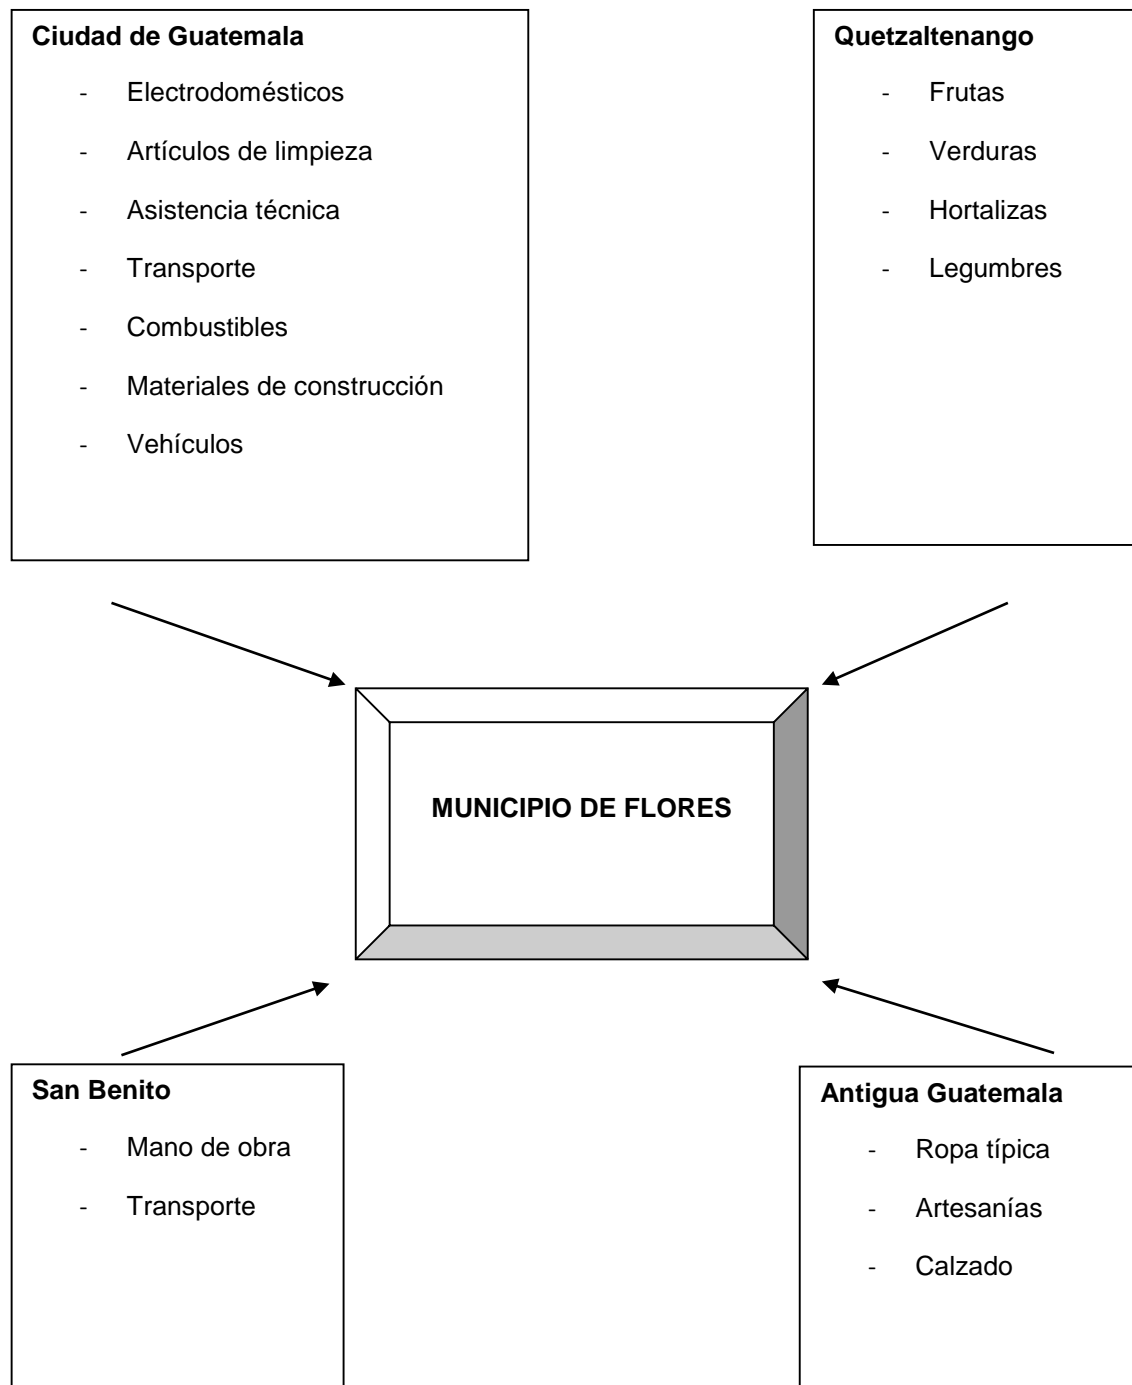 Ciudad de Guatemala
- Electrodomésticos
- Artículos de limpieza
- Asistencia técnica
- Transporte
- Combustibles
- Materiales de construcción
- Vehículos
Quetzaltenango
- Frutas
- Verduras
- Hortalizas
- Legumbres
MUNICIPIO DE FLORES
San Benito
- Mano de obra
- Transporte
Antigua Guatemala
- Ropa típica
- Artesanías
- Calzado